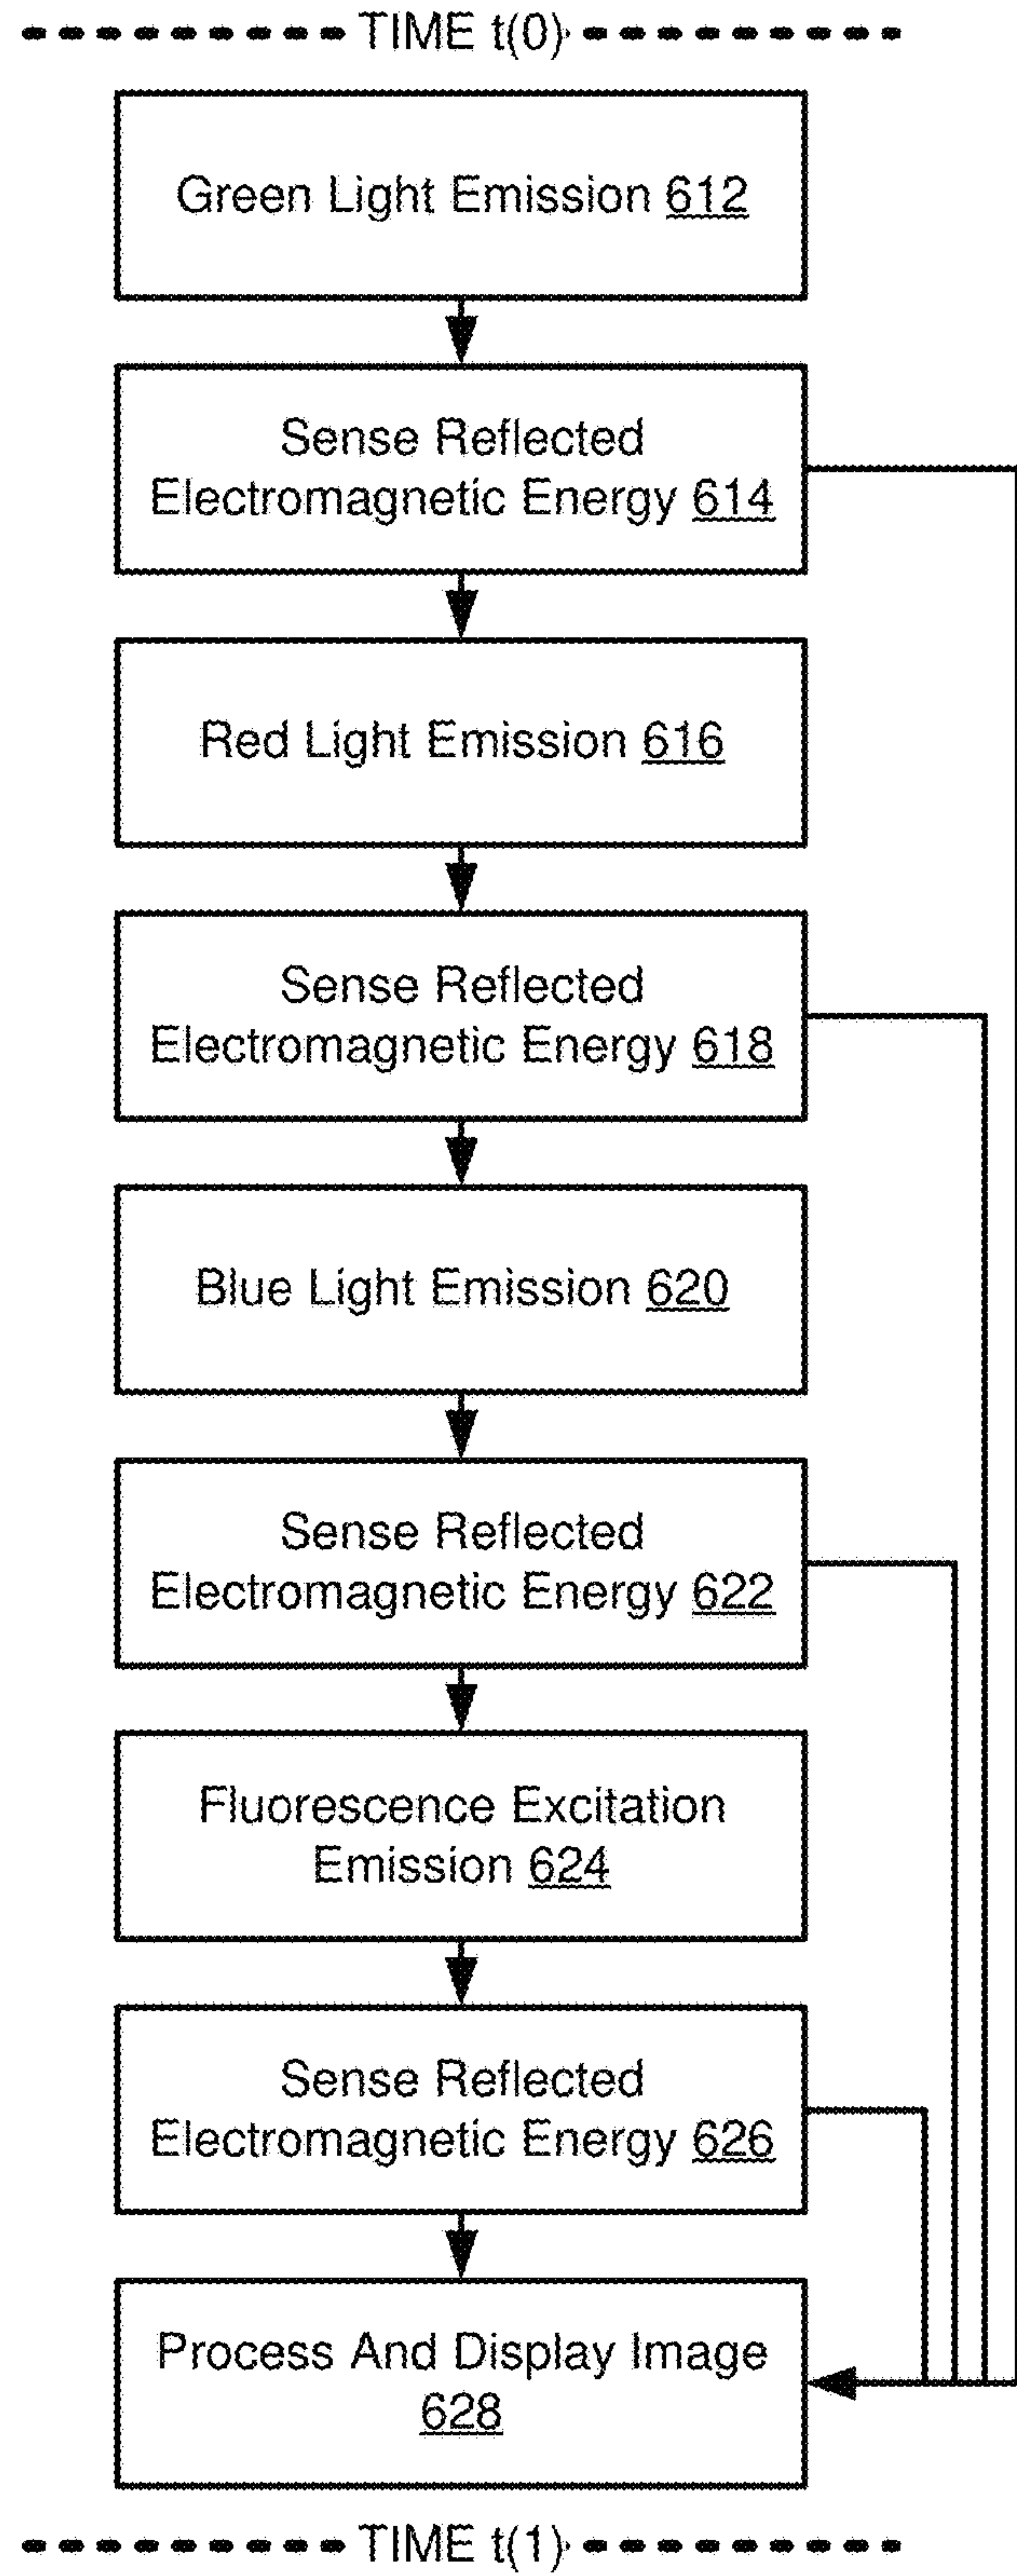 TIME t(0)
Green Light Emission 612
Sense Reflected
Electromagnetic Energy 614
Red Light Emission 616
Sense Reflected
Electromagnetic Energy 618
Blue Light Emission 620
Sense Reflected
Electromagnetic Energy 622
Fluorescence Excitation
Emission 624
Sense Reflected
Electromagnetic Energy 626
Process And Display Image
628
TIME t(1)